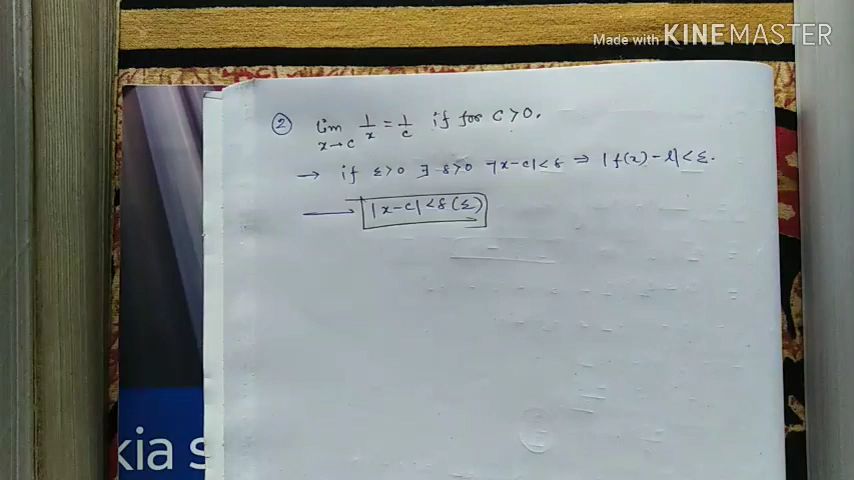 Made with KINEMASTER
② lim x→c 1/x = 1/c if for c>0.
→ if ε>0 ∃ δ>0 ∋|x-c|<δ ⇒ |f(x)-l|<ε.
→ |x-c|<δ(ε)
kia s